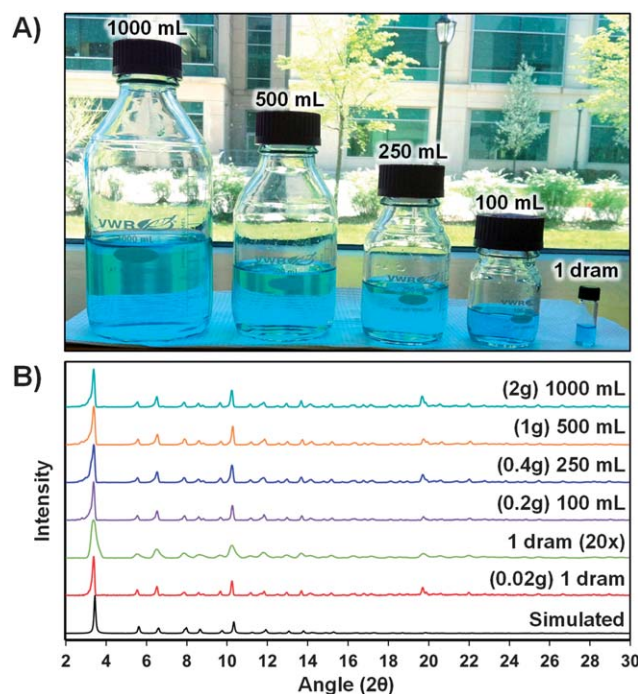 A)
1000 mL
500 mL
250 mL
100 mL
1 dram
VWR
1000 mL
VWR
VWR
VWR
B)
Intensity
(2g) 1000 mL
(1g) 500 mL
(0.4g) 250 mL
(0.2g) 100 mL
1 dram (20x)
(0.02g) 1 dram
Simulated
2 4 6 8 10 12 14 16 18 20 22 24 26 28 30
Angle (2θ)